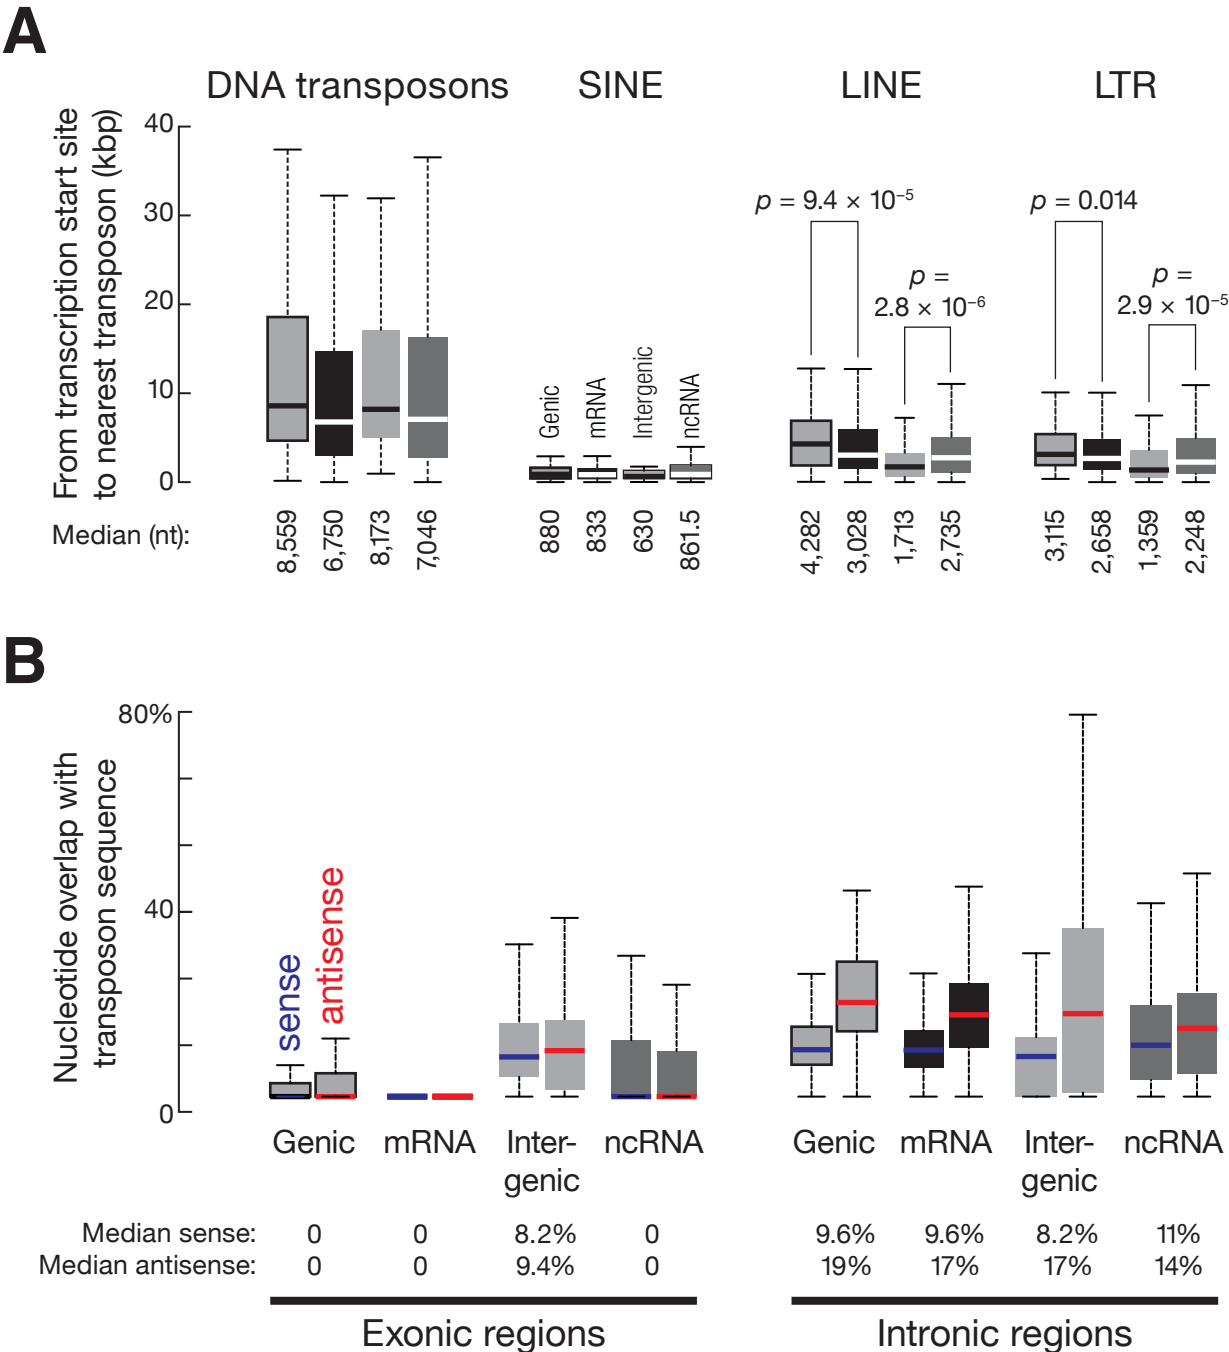 A
DNA transposons SINE LINE LTR
From transcription start site
to nearest transposon (kbp)
40
30
20
10
0
p = 9.4 × 10−5
p =
2.8 × 10−6
p = 0.014
p =
2.9 × 10−5
Genic
mRNA
Intergenic
ncRNA
Median (nt):
8,559
6,750
8,173
7,046
880
833
630
861.5
4,282
3,028
1,713
2,735
3,115
2,658
1,359
2,248
B
Nucleotide overlap with
transposon sequence
80%
40
0
sense
antisense
Genic mRNA Inter-
genic ncRNA
Genic mRNA Inter-
genic ncRNA
Median sense: 0 0 8.2% 0 9.6% 9.6% 8.2% 11%
Median antisense: 0 0 9.4% 0 19% 17% 17% 14%
Exonic regions Intronic regions